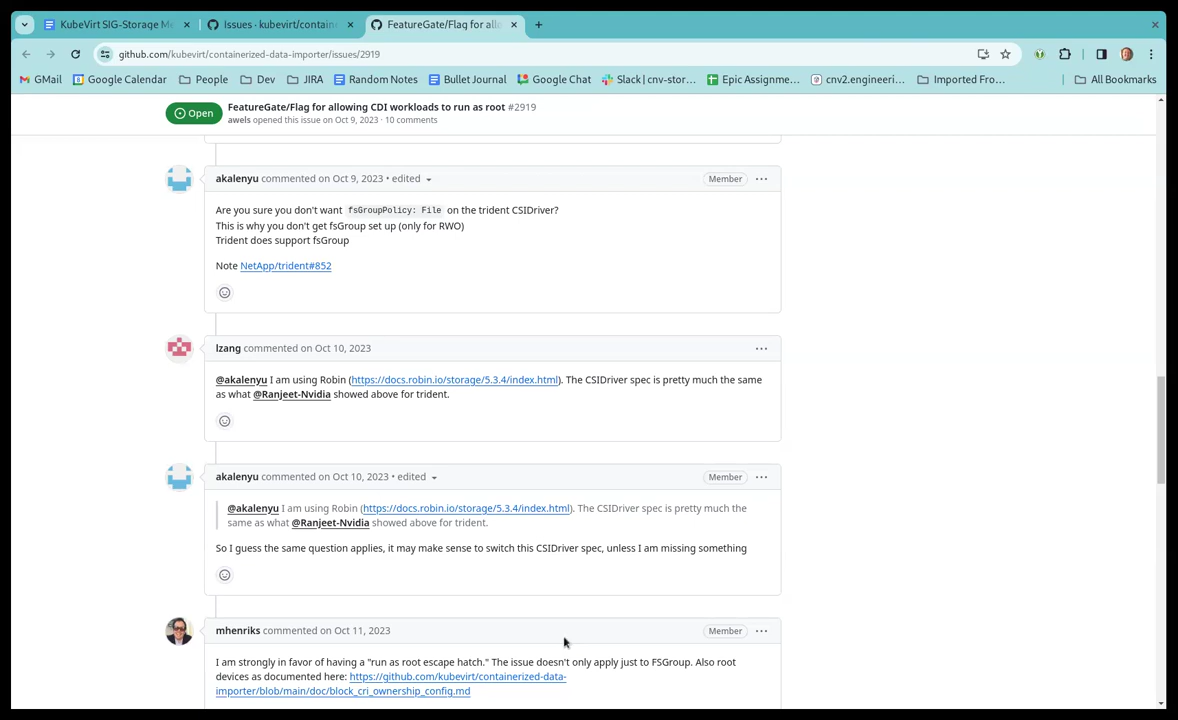 KubeVirt SIG-Storage Me
Issues · kubevirt/contain
FeatureGate/Flag for allo
github.com/kubevirt/containerized-data-importer/issues/2919
GMail
Google Calendar
People
Dev
JIRA
Random Notes
Bullet Journal
Google Chat
Slack | cnv-stor...
Epic Assignme...
cnv2.engineeri...
Imported Fro...
All Bookmarks
Open
FeatureGate/Flag for allowing CDI workloads to run as root #2919
awels opened this issue on Oct 9, 2023 · 10 comments
akalenyu commented on Oct 9, 2023 • edited
Member
Are you sure you don't want fsGroupPolicy: File on the trident CSIDriver?
This is why you don't get fsGroup set up (only for RWO)
Trident does support fsGroup
Note NetApp/trident#852
lzang commented on Oct 10, 2023
@akalenyu I am using Robin (https://docs.robin.io/storage/5.3.4/index.html). The CSIDriver spec is pretty much the same
as what @Ranjeet-Nvidia showed above for trident.
akalenyu commented on Oct 10, 2023 • edited
Member
@akalenyu I am using Robin (https://docs.robin.io/storage/5.3.4/index.html). The CSIDriver spec is pretty much the
same as what @Ranjeet-Nvidia showed above for trident.
So I guess the same question applies, it may make sense to switch this CSIDriver spec, unless I am missing something
mhenriks commented on Oct 11, 2023
Member
I am strongly in favor of having a "run as root escape hatch." The issue doesn't only apply just to FSGroup. Also root
devices as documented here: https://github.com/kubevirt/containerized-data-
importer/blob/main/doc/block_cri_ownership_config.md